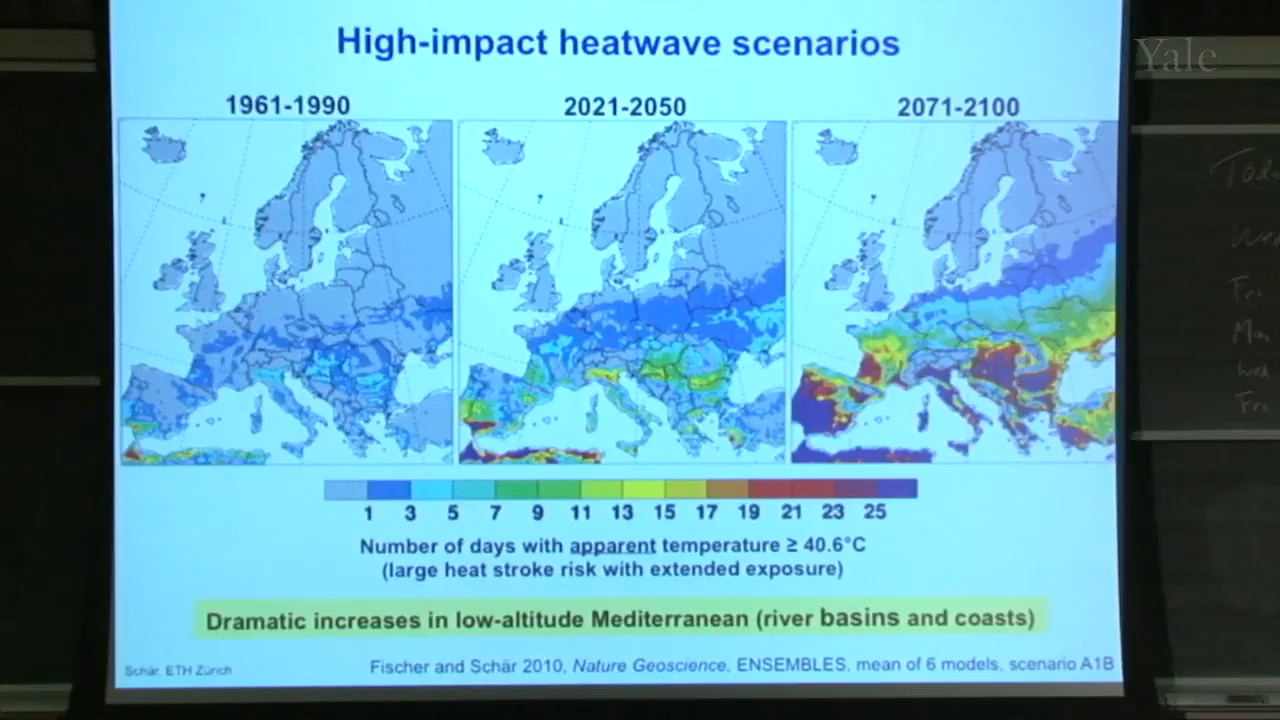 High-impact heatwave scenarios
Yale
1961-1990 2021-2050 2071-2100
1 3 5 7 9 11 13 15 17 19 21 23 25
Number of days with apparent temperature ≥ 40.6°C
(large heat stroke risk with extended exposure)
Dramatic increases in low-altitude Mediterranean (river basins and coasts)
Schär, ETH Zürich
Fischer and Schär 2010, Nature Geoscience, ENSEMBLES, mean of 6 models, scenario A1B
Fri